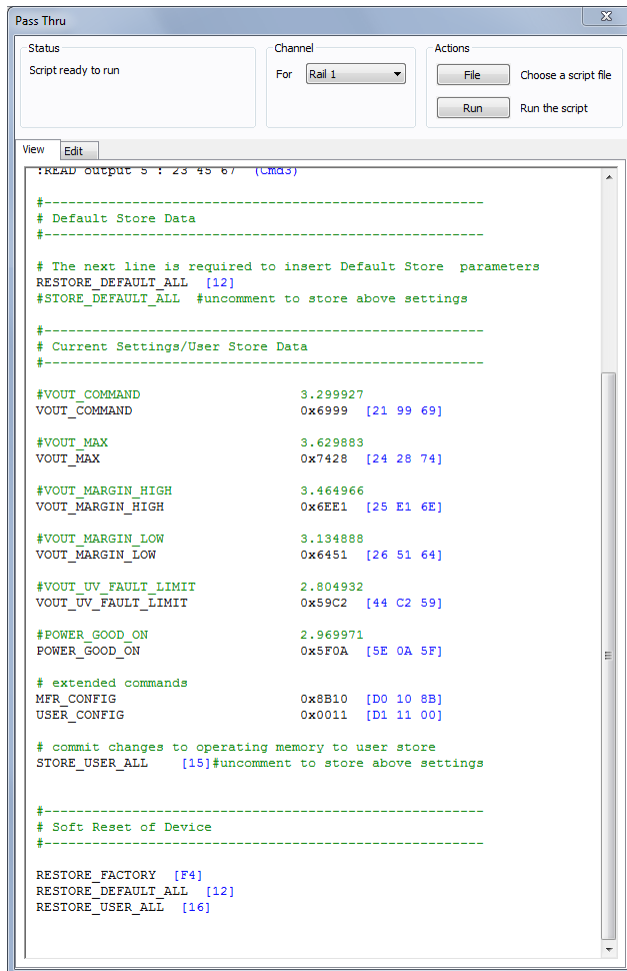 Pass Thru
Status
Script ready to run
Channel
For Rail 1
Actions
File Choose a script file
Run Run the script
View Edit
!READ output 5 : 23 45 67 (Cmd3)
#-------------------------------------------------------
# Default Store Data
#-------------------------------------------------------
# The next line is required to insert Default Store  parameters
RESTORE_DEFAULT_ALL  [12]
#STORE_DEFAULT_ALL  #uncomment to store above settings
#-------------------------------------------------------
# Current Settings/User Store Data
#-------------------------------------------------------
#VOUT_COMMAND 3.299927
VOUT_COMMAND 0x6999 [21 99 69]
#VOUT_MAX 3.629883
VOUT_MAX 0x7428 [24 28 74]
#VOUT_MARGIN_HIGH 3.464966
VOUT_MARGIN_HIGH 0x6EE1 [25 E1 6E]
#VOUT_MARGIN_LOW 3.134888
VOUT_MARGIN_LOW 0x6451 [26 51 64]
#VOUT_UV_FAULT_LIMIT 2.804932
VOUT_UV_FAULT_LIMIT 0x59C2 [44 C2 59]
#POWER_GOOD_ON 2.969971
POWER_GOOD_ON 0x5F0A [5E 0A 5F]
# extended commands
MFR_CONFIG 0x8B10 [D0 10 8B]
USER_CONFIG 0x0011 [D1 11 00]
# commit changes to operating memory to user store
STORE_USER_ALL    [15]#uncomment to store above settings
#-------------------------------------------------------
# Soft Reset of Device
#-------------------------------------------------------
RESTORE_FACTORY  [F4]
RESTORE_DEFAULT_ALL  [12]
RESTORE_USER_ALL  [16]